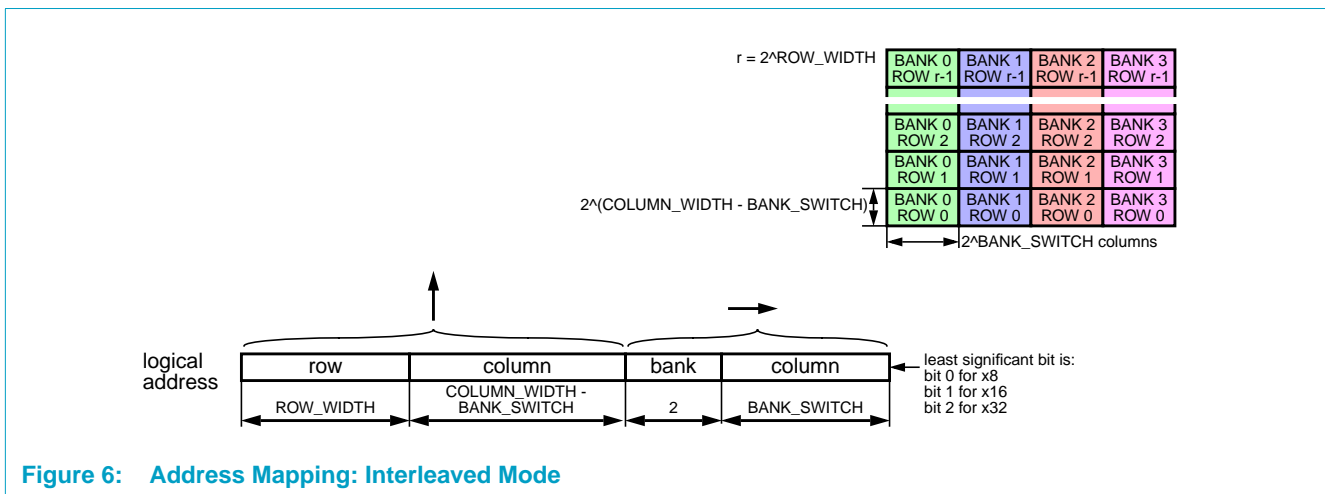 r = 2^ROW_WIDTH
BANK 0 BANK 1 BANK 2 BANK 3
ROW r-1 ROW r-1 ROW r-1 ROW r-1
BANK 0 BANK 1 BANK 2 BANK 3
ROW 2 ROW 2 ROW 2 ROW 2
BANK 0 BANK 1 BANK 2 BANK 3
ROW 1 ROW 1 ROW 1 ROW 1
2^(COLUMN_WIDTH - BANK_SWITCH)
BANK 0 BANK 1 BANK 2 BANK 3
ROW 0 ROW 0 ROW 0 ROW 0
2^BANK_SWITCH columns
logical
address
row column bank column
least significant bit is:
bit 0 for x8
bit 1 for x16
bit 2 for x32
ROW_WIDTH
COLUMN_WIDTH -
BANK_SWITCH
2
BANK_SWITCH
Figure 6: Address Mapping: Interleaved Mode